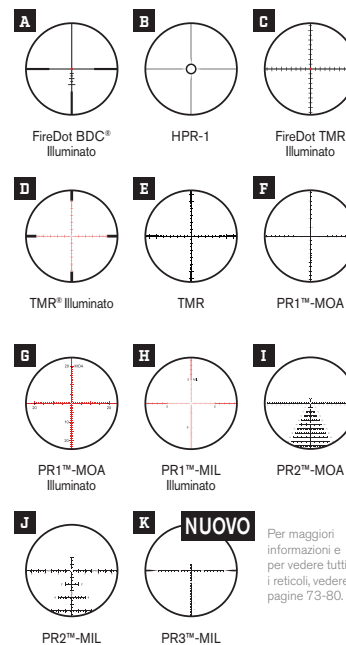 A
B
C
FireDot BDC®
Illuminato
HPR-1
FireDot TMR
Illuminato
D
E
F
TMR® Illuminato
TMR
PR1™-MOA
G
H
I
PR1™-MOA
Illuminato
PR1™-MIL
Illuminato
PR2™-MOA
J
K
NUOVO
PR2™-MIL
PR3™-MIL
Per maggiori
informazioni e
per vedere tutti
i reticoli, vedere
pagine 73-80.